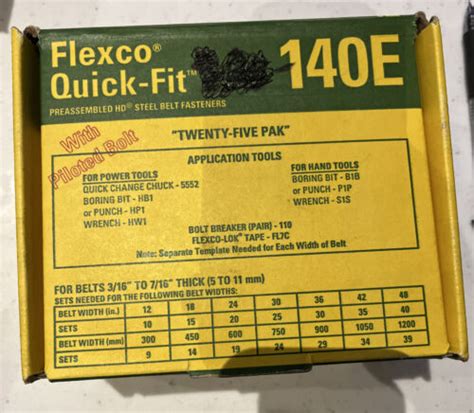 Flexco®
Quick-Fit™ 140E
PREASSEMBLED HD® STEEL BELT FASTENERS
With
Piloted Bolt
"TWENTY-FIVE PAK"
APPLICATION TOOLS
FOR POWER TOOLS
QUICK CHANGE CHUCK - 5552
BORING BIT - HB1
or PUNCH - HP1
WRENCH - HW1
FOR HAND TOOLS
BORING BIT - B1B
or PUNCH - P1P
WRENCH - S1S
BOLT BREAKER (PAIR) - 110
FLEXCO-LOK® TAPE - FL7C
Note: Separate Template Needed for Each Width of Belt
FOR BELTS 3/16" TO 7/16" THICK (5 TO 11 mm)
SETS NEEDED FOR THE FOLLOWING BELT WIDTHS:
BELT WIDTH (in.) 12 18 24 30 36 42 48
SETS 10 15 20 25 30 35 40
BELT WIDTH (mm) 300 450 600 750 900 1050 1200
SETS 9 14 19 24 29 34 39